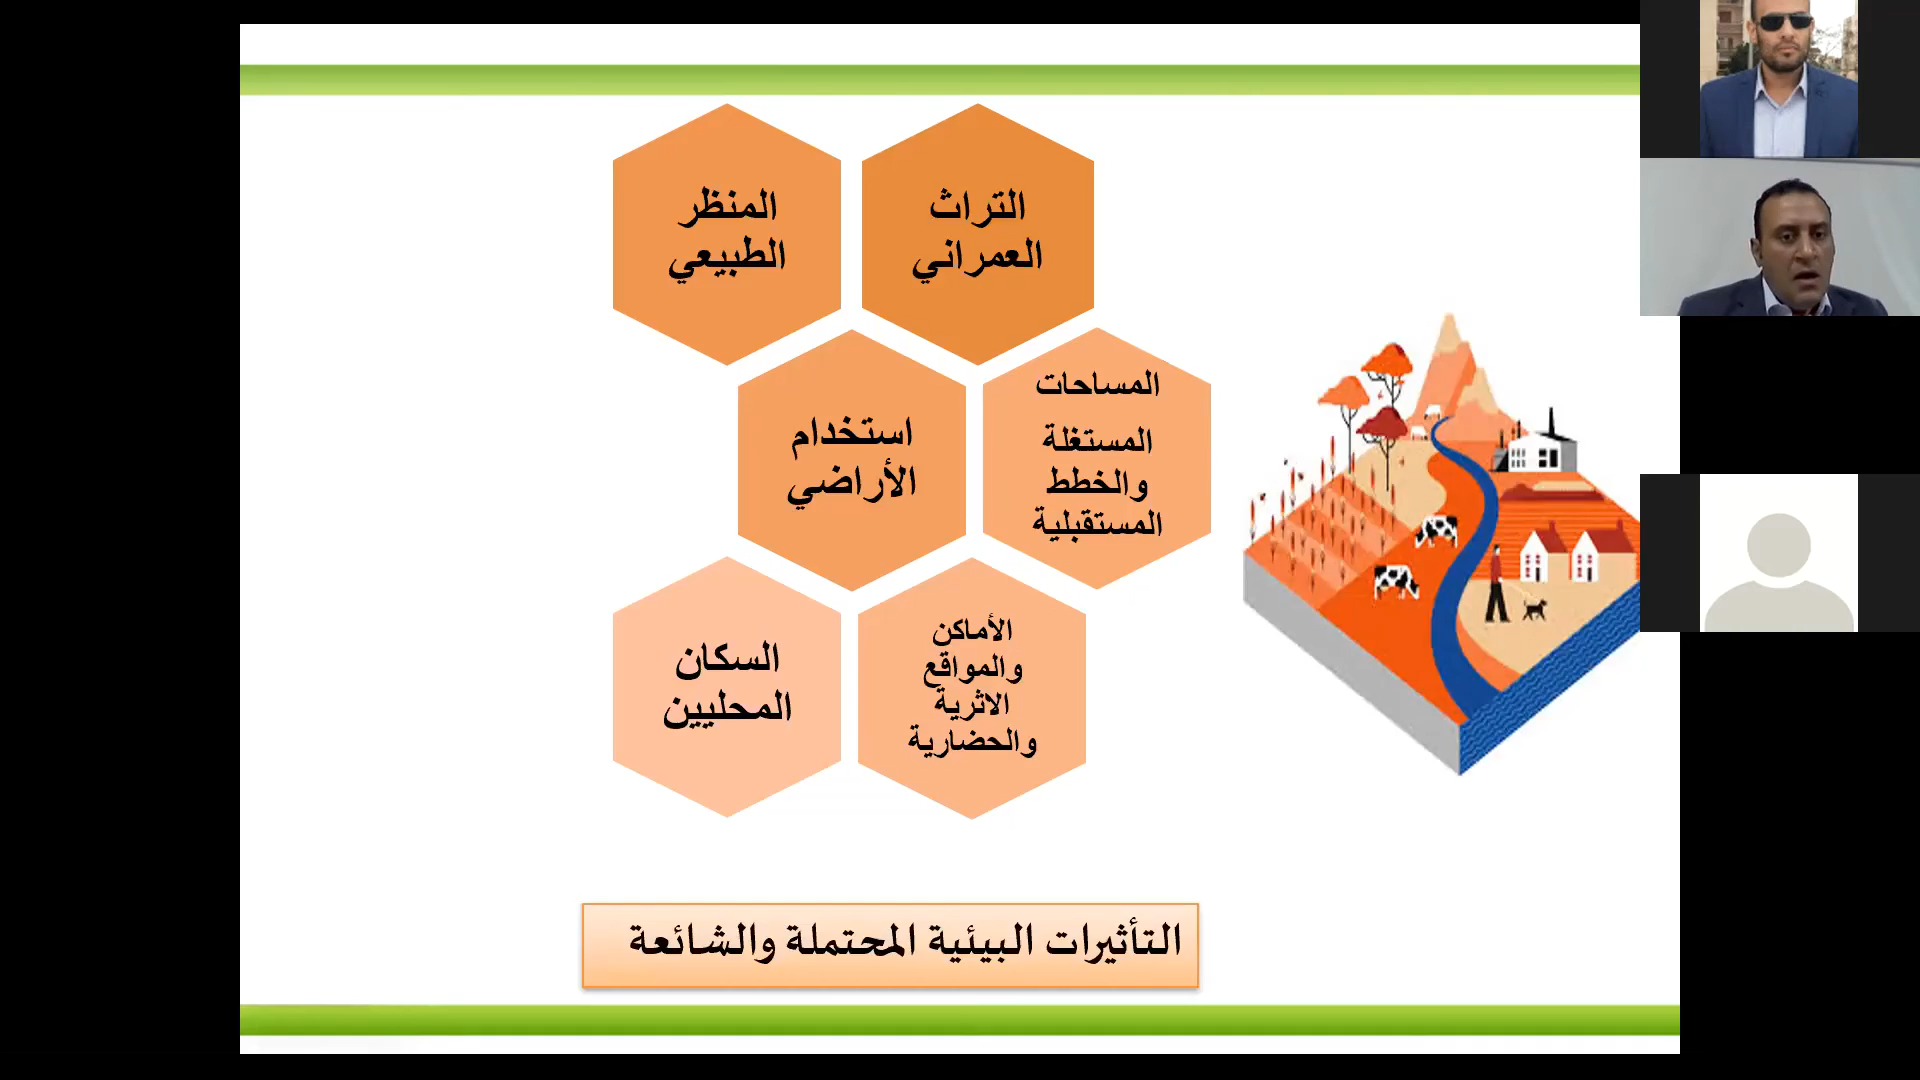 التراث
العمراني
المنظر
الطبيعي
المساحات
المستغلة
والخطط
المستقبلية
استخدام
الأراضي
الأماكن
والمواقع
الاثرية
والحضارية
السكان
المحليين
التأثيرات البيئية المحتملة والشائعة